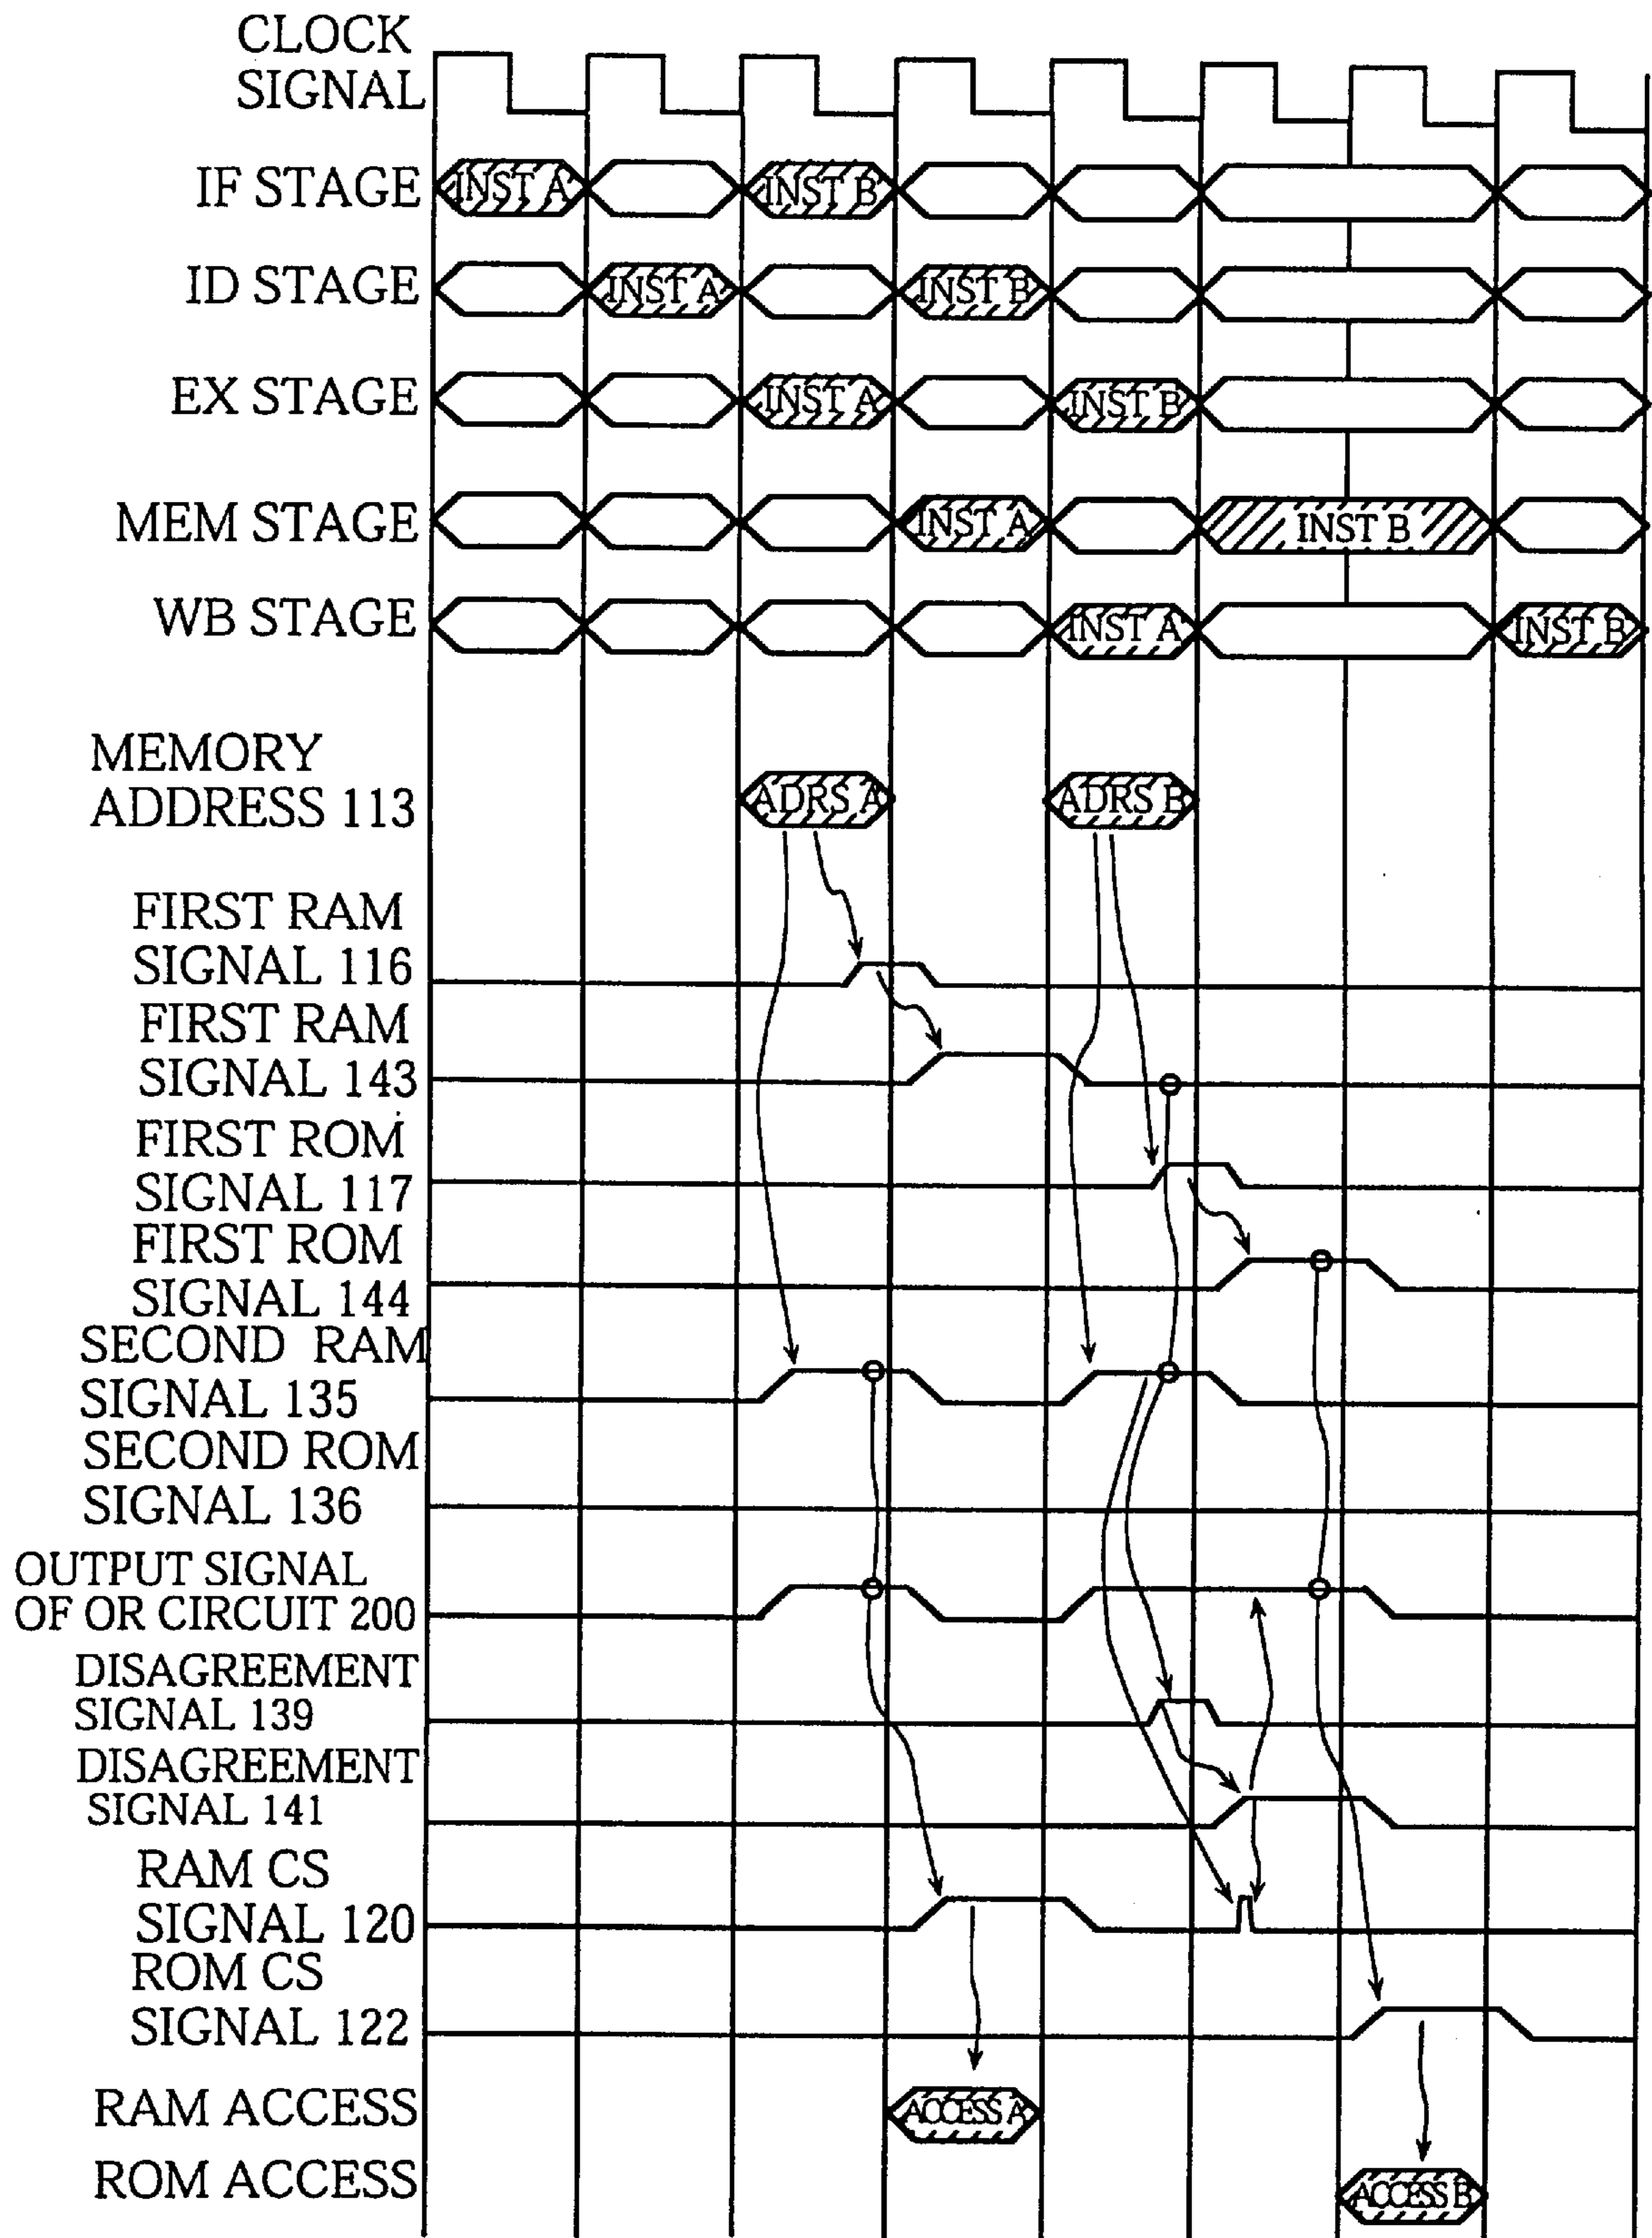 CLOCK
SIGNAL
IF STAGE INST A INST B
ID STAGE INST A INST B
EX STAGE INST A INST B
MEM STAGE INST A INST B
WB STAGE INST A INST B
MEMORY
ADDRESS 113 ADRS A ADRS B
FIRST RAM
SIGNAL 116
FIRST RAM
SIGNAL 143
FIRST ROM
SIGNAL 117
FIRST ROM
SIGNAL 144
SECOND RAM
SIGNAL 135
SECOND ROM
SIGNAL 136
OUTPUT SIGNAL
OF OR CIRCUIT 200
DISAGREEMENT
SIGNAL 139
DISAGREEMENT
SIGNAL 141
RAM CS
SIGNAL 120
ROM CS
SIGNAL 122
RAM ACCESS ACCESS A
ROM ACCESS ACCESS B